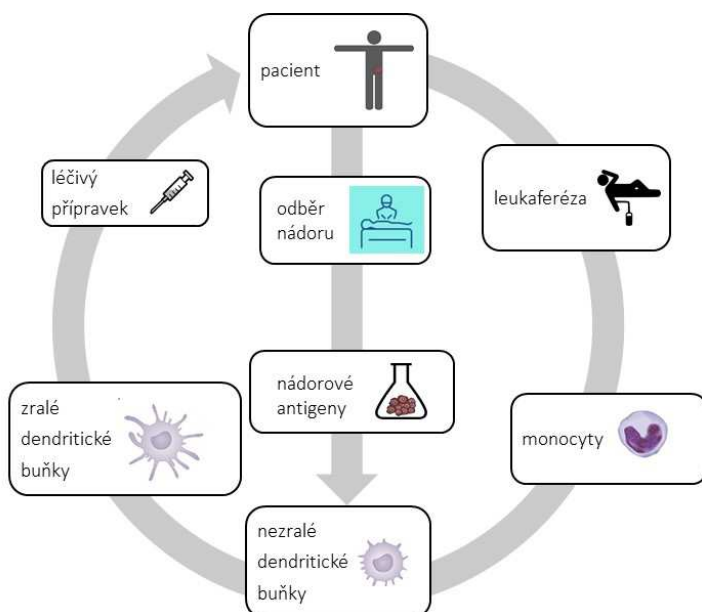 pacient
leukaferéza
monocyty
odběr
nádoru
nádorové
antigeny
nezralé
dendritické
buňky
zralé
dendritické
buňky
léčivý
přípravek